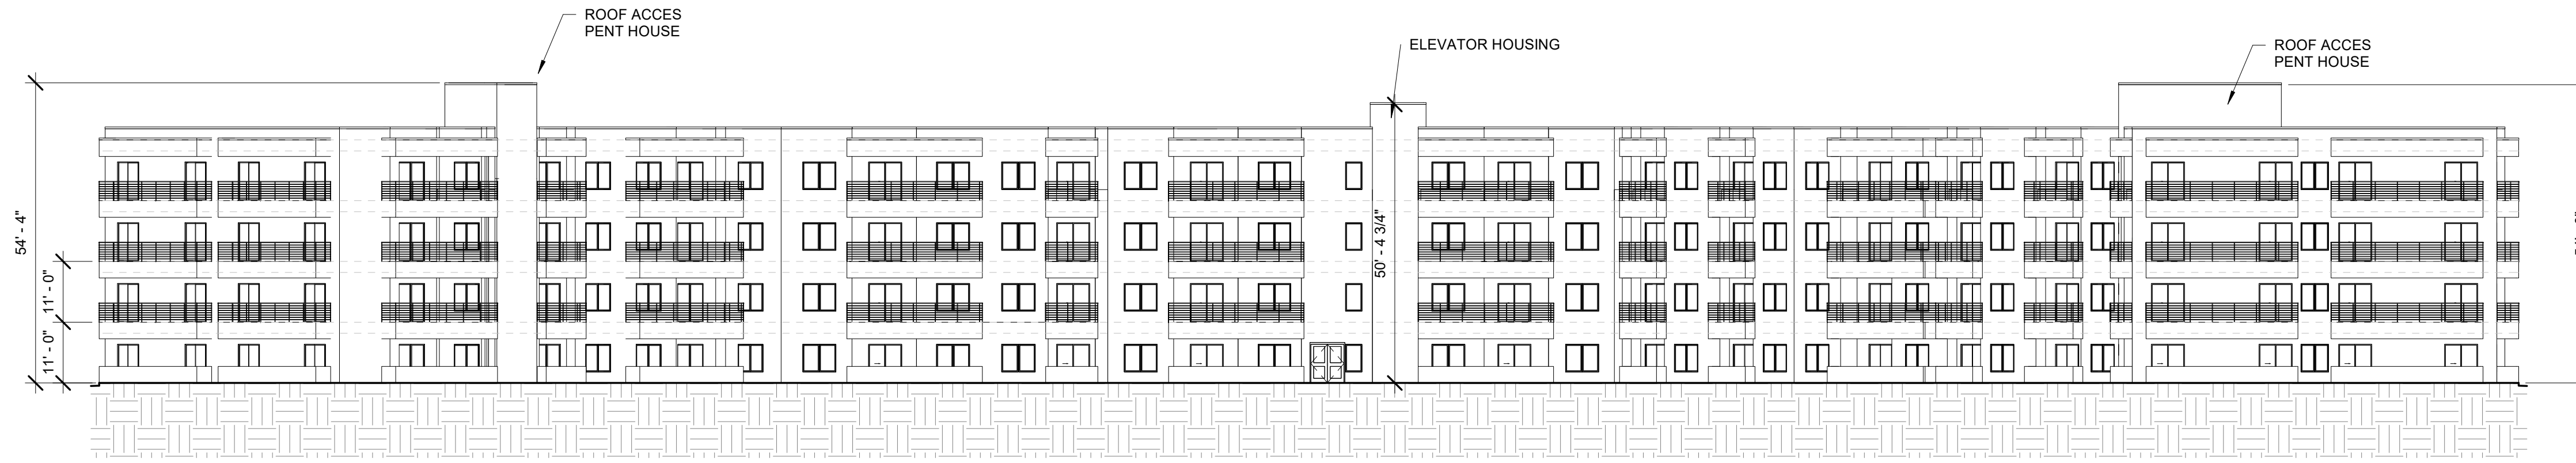 ROOF ACCES
PENT HOUSE
ELEVATOR HOUSING
ROOF ACCES
PENT HOUSE
54' - 4"
11' - 0"
11' - 0"
50' - 4 3/4"